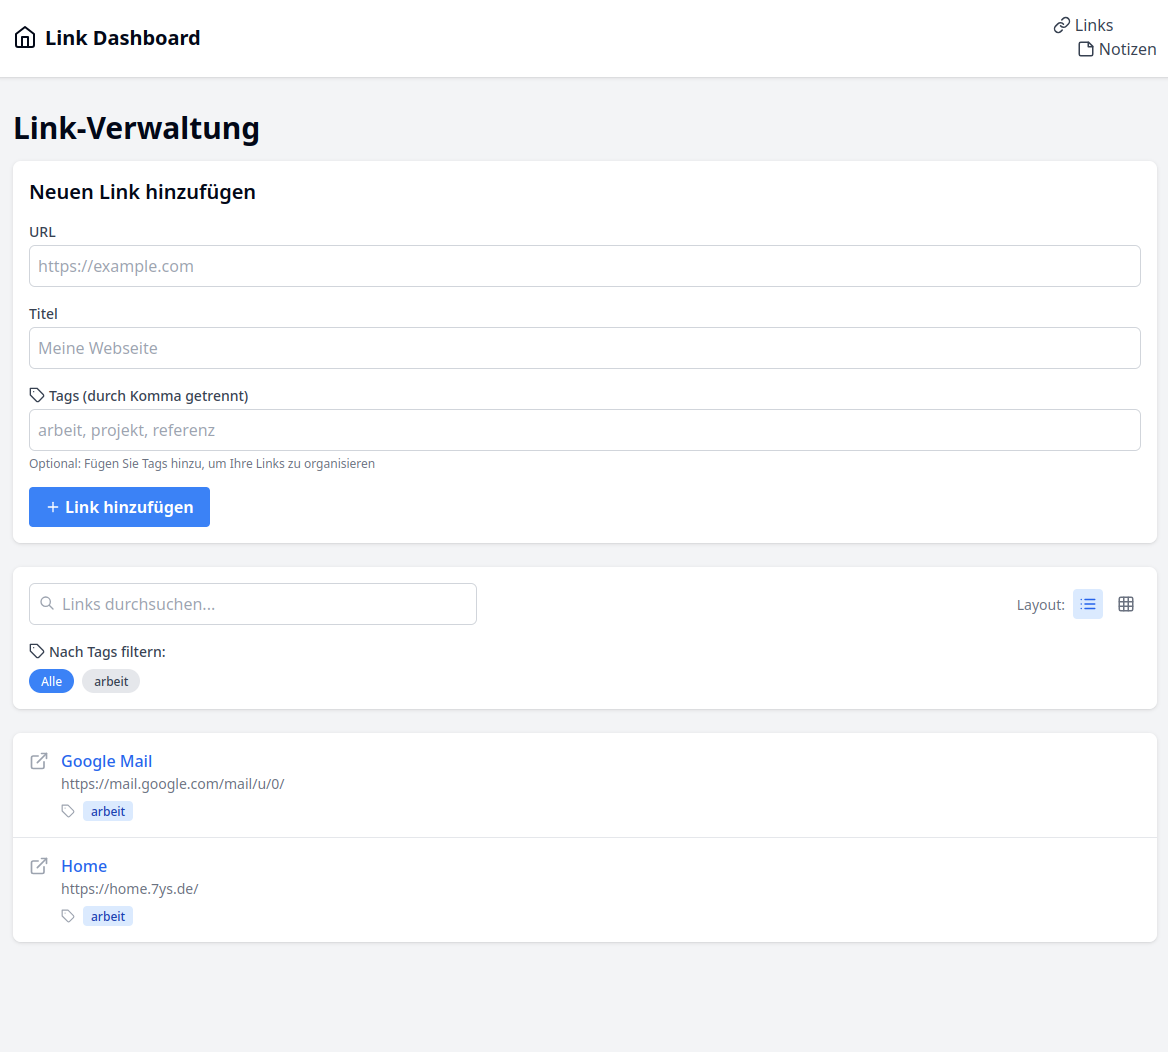 Link Dashboard
Links
Notizen
Link-Verwaltung
Neuen Link hinzufügen
URL
https://example.com
Titel
Meine Webseite
Tags (durch Komma getrennt)
arbeit, projekt, referenz
Optional: Fügen Sie Tags hinzu, um Ihre Links zu organisieren
+ Link hinzufügen
Links durchsuchen...
Layout:
Nach Tags filtern:
Alle arbeit
Google Mail
https://mail.google.com/mail/u/0/
arbeit
Home
https://home.7ys.de/
arbeit